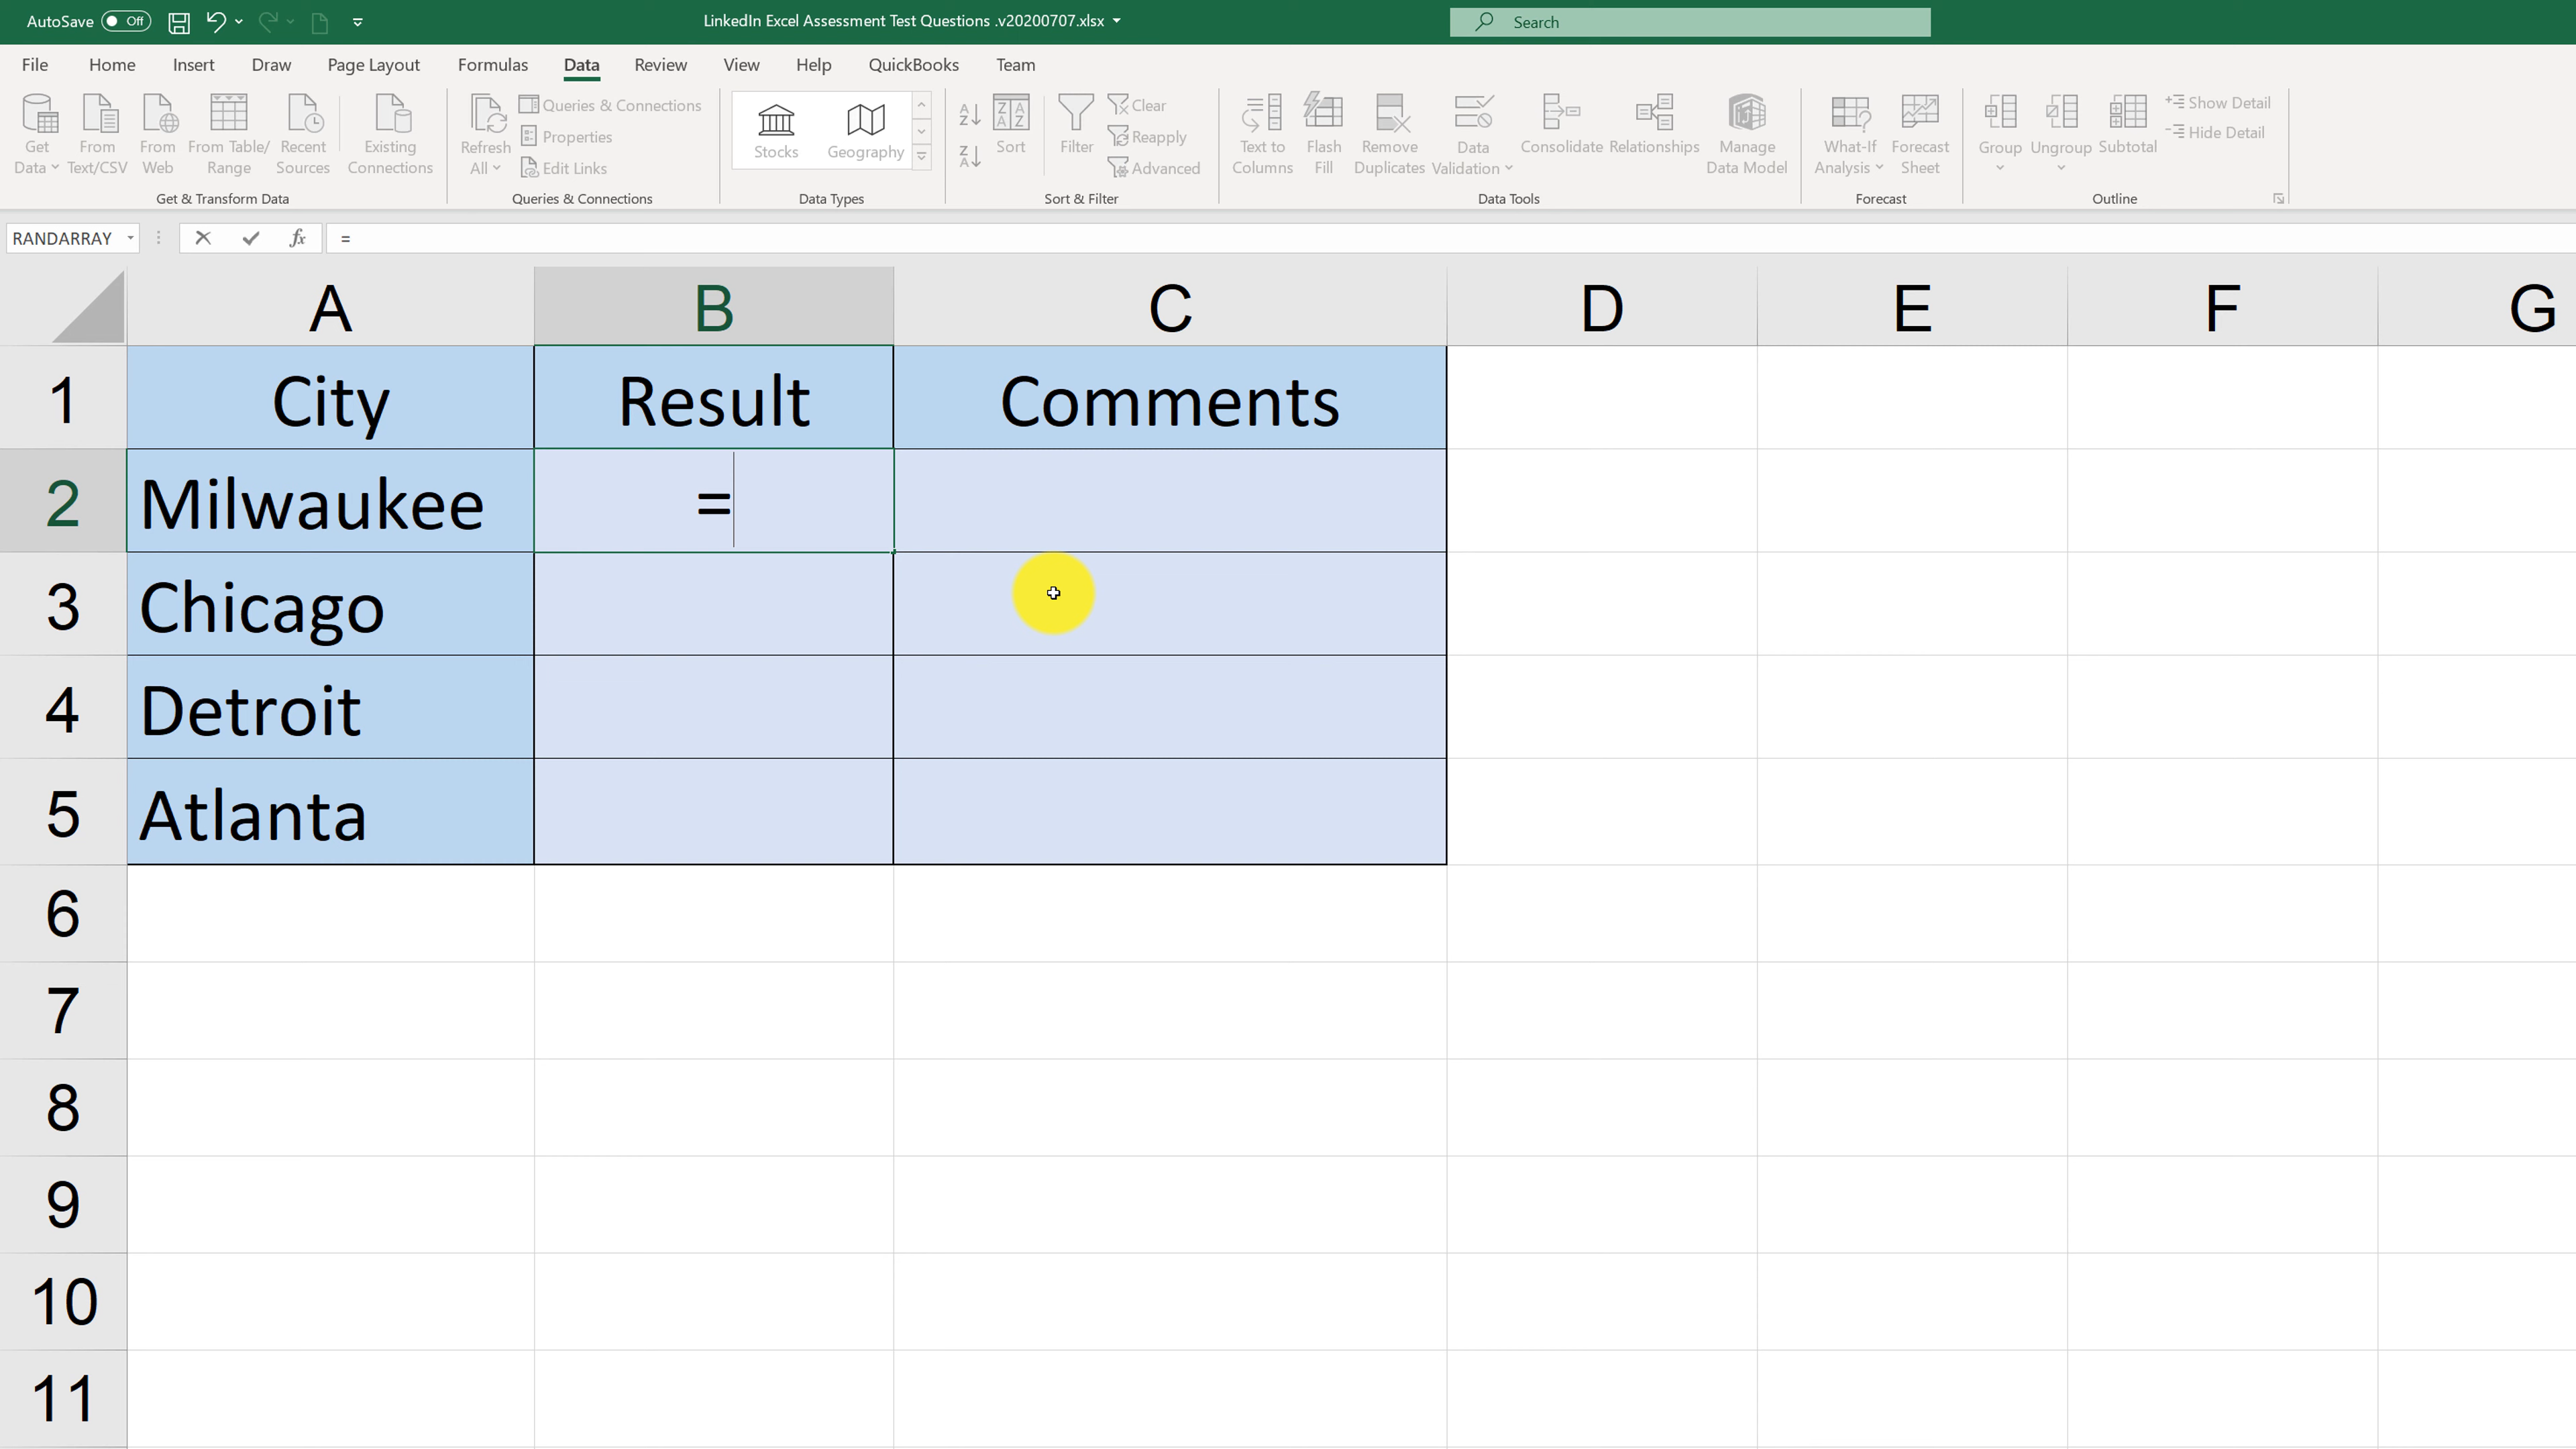 AutoSave Off LinkedIn Excel Assessment Test Questions .v20200707.xlsx Search
File Home Insert Draw Page Layout Formulas Data Review View Help QuickBooks Team
Get Data From Text/CSV From Web From Table/ Range Recent Sources Existing Connections
Get & Transform Data
Refresh All Queries & Connections
Properties
Edit Links
Queries & Connections
Stocks Geography
Data Types
Sort Filter Clear
Reapply
Advanced
Sort & Filter
Text to Columns Flash Fill Remove Duplicates Data Validation Consolidate Relationships Manage Data Model
Data Tools
What-If Analysis Forecast Sheet
Forecast
Group Ungroup Subtotal Show Detail
Hide Detail
Outline
RANDARRAY fx =
A B C D E F G
1 City Result Comments
2 Milwaukee =
3 Chicago
4 Detroit
5 Atlanta
6
7
8
9
10
11